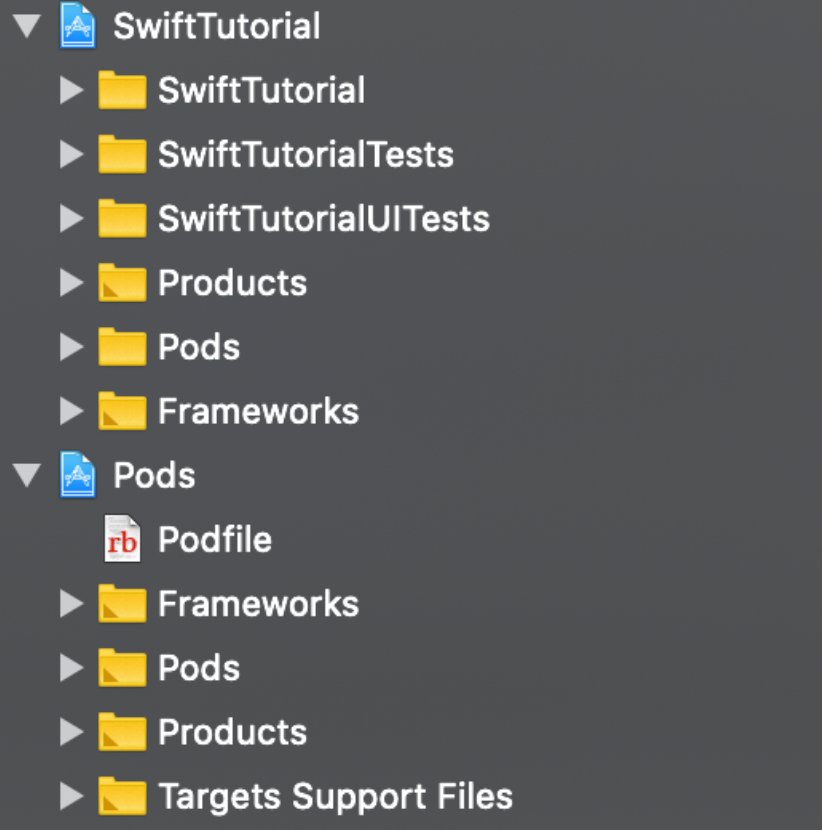 SwiftTutorial
SwiftTutorial
SwiftTutorialTests
SwiftTutorialUITests
Products
Pods
Frameworks
Pods
rb Podfile
Frameworks
Pods
Products
Targets Support Files